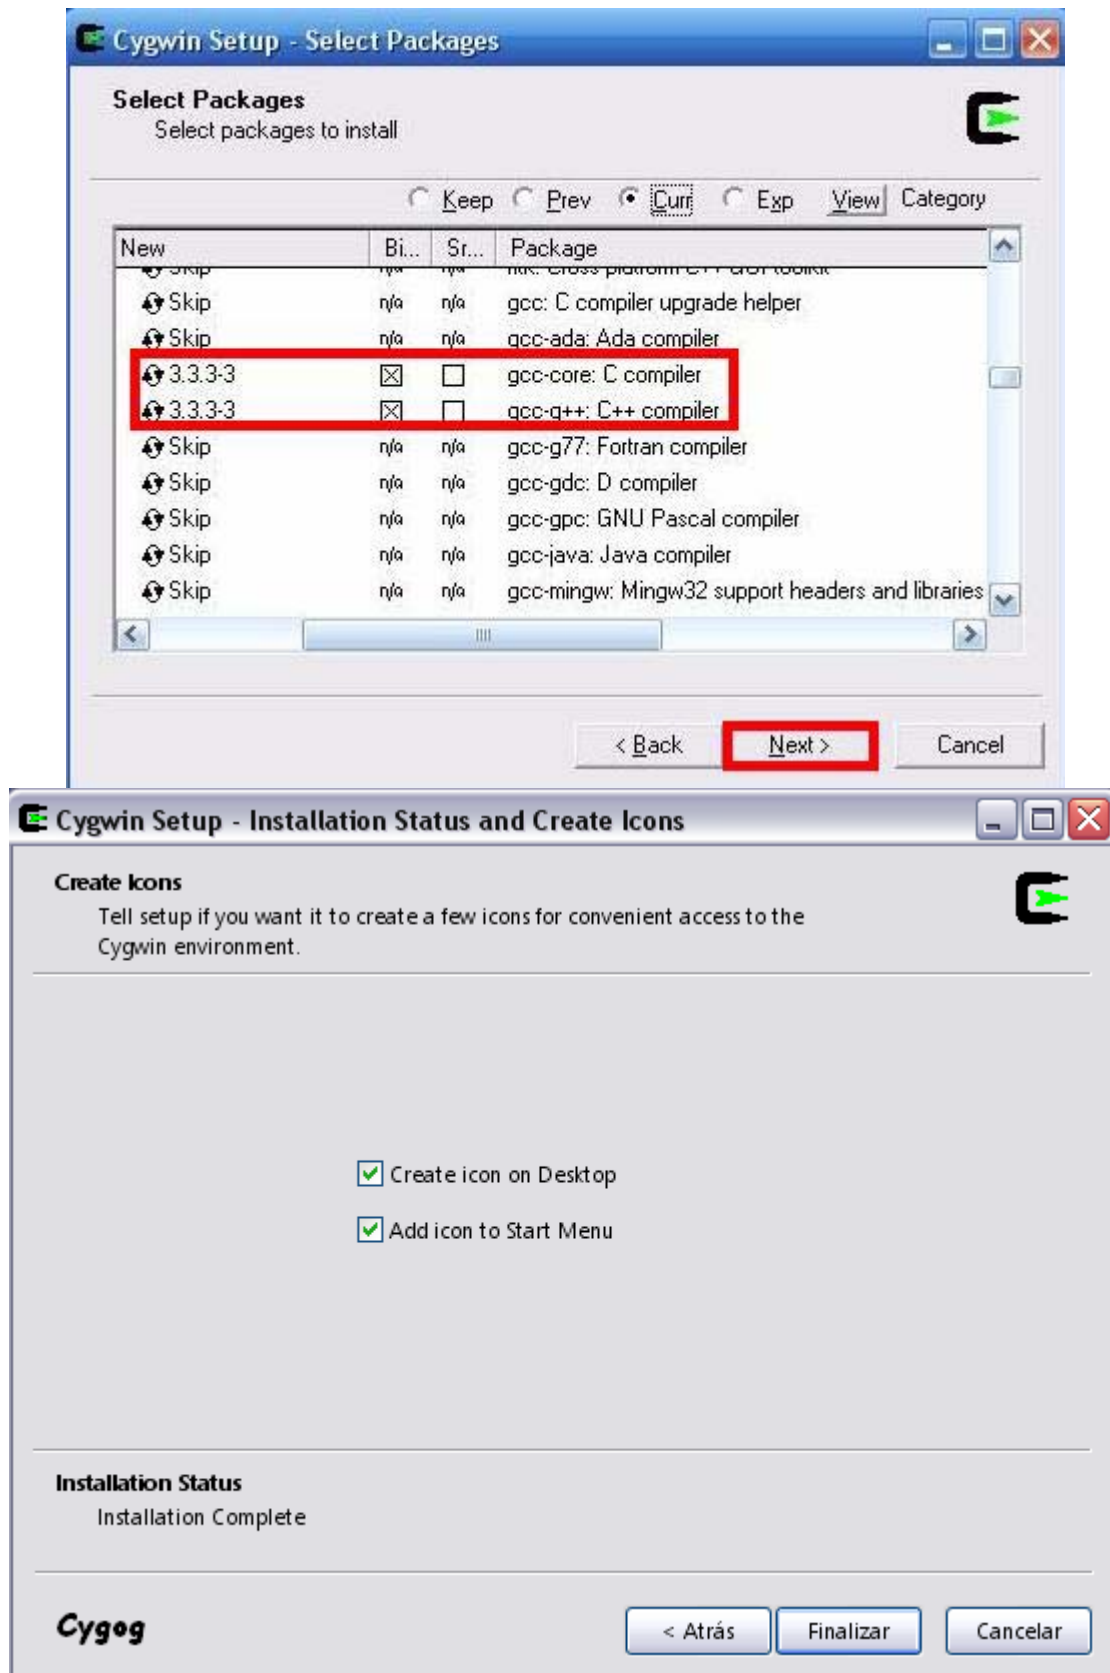 Cygwin Setup - Select Packages
Select Packages
Select packages to install
Keep Prev Curr Exp View Category
New Bi... Sr... Package
Skip n/a n/a
Skip n/a n/a gcc: C compiler upgrade helper
Skip n/a n/a gcc-ada: Ada compiler
3.3.3-3 gcc-core: C compiler
3.3.3-3 gcc-g++: C++ compiler
Skip n/a n/a gcc-g77: Fortran compiler
Skip n/a n/a gcc-gdc: D compiler
Skip n/a n/a gcc-gpc: GNU Pascal compiler
Skip n/a n/a gcc-java: Java compiler
Skip n/a n/a gcc-mingw: Mingw32 support headers and libraries
< Back Next > Cancel
Cygwin Setup - Installation Status and Create Icons
Create Icons
Tell setup if you want it to create a few icons for convenient access to the
Cygwin environment.
Create icon on Desktop
Add icon to Start Menu
Installation Status
Installation Complete
Cygog
< Atrás Finalizar Cancelar